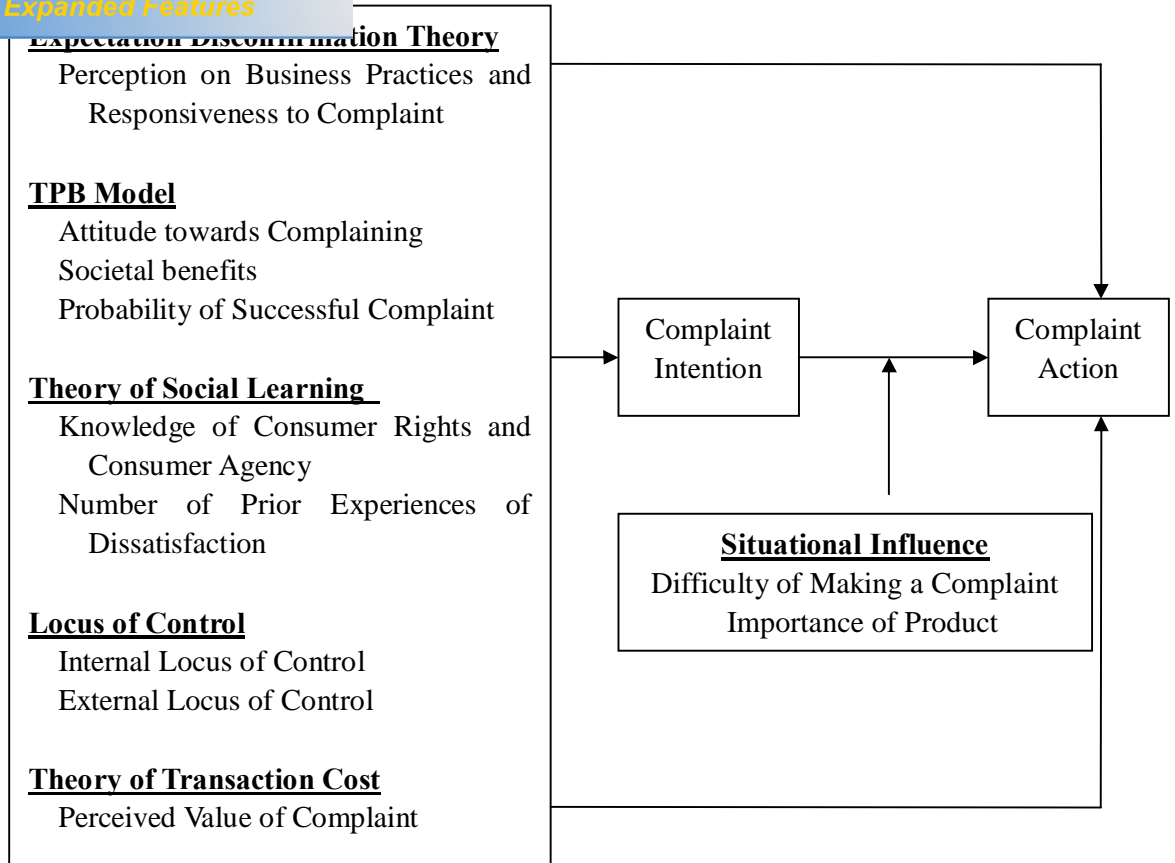 Expanded Features
Expectation Disconfirmation Theory
Perception on Business Practices and
Responsiveness to Complaint
TPB Model
Attitude towards Complaining
Societal benefits
Probability of Successful Complaint
Theory of Social Learning
Knowledge of Consumer Rights and
Consumer Agency
Number of Prior Experiences of
Dissatisfaction
Locus of Control
Internal Locus of Control
External Locus of Control
Theory of Transaction Cost
Perceived Value of Complaint
Complaint
Intention
Complaint
Action
Situational Influence
Difficulty of Making a Complaint
Importance of Product